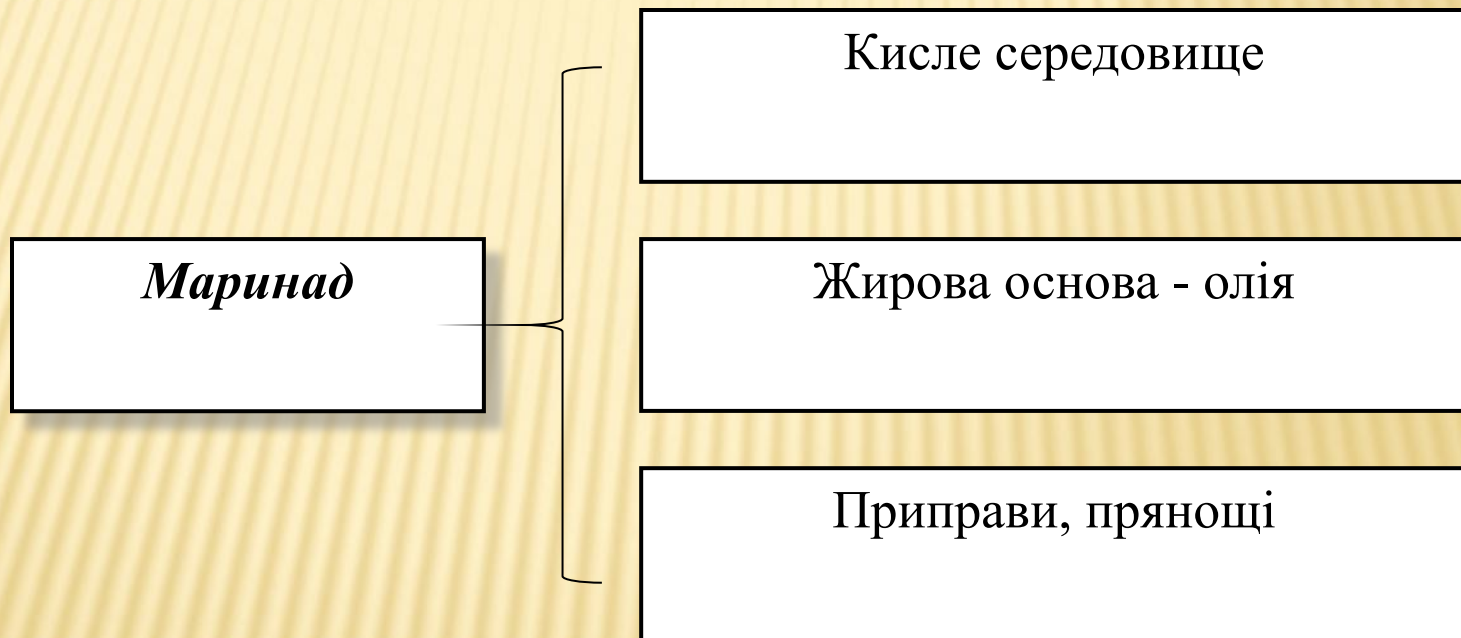 Кисле середовище
Маринад
Жирова основа - олія
Приправи, прянощі